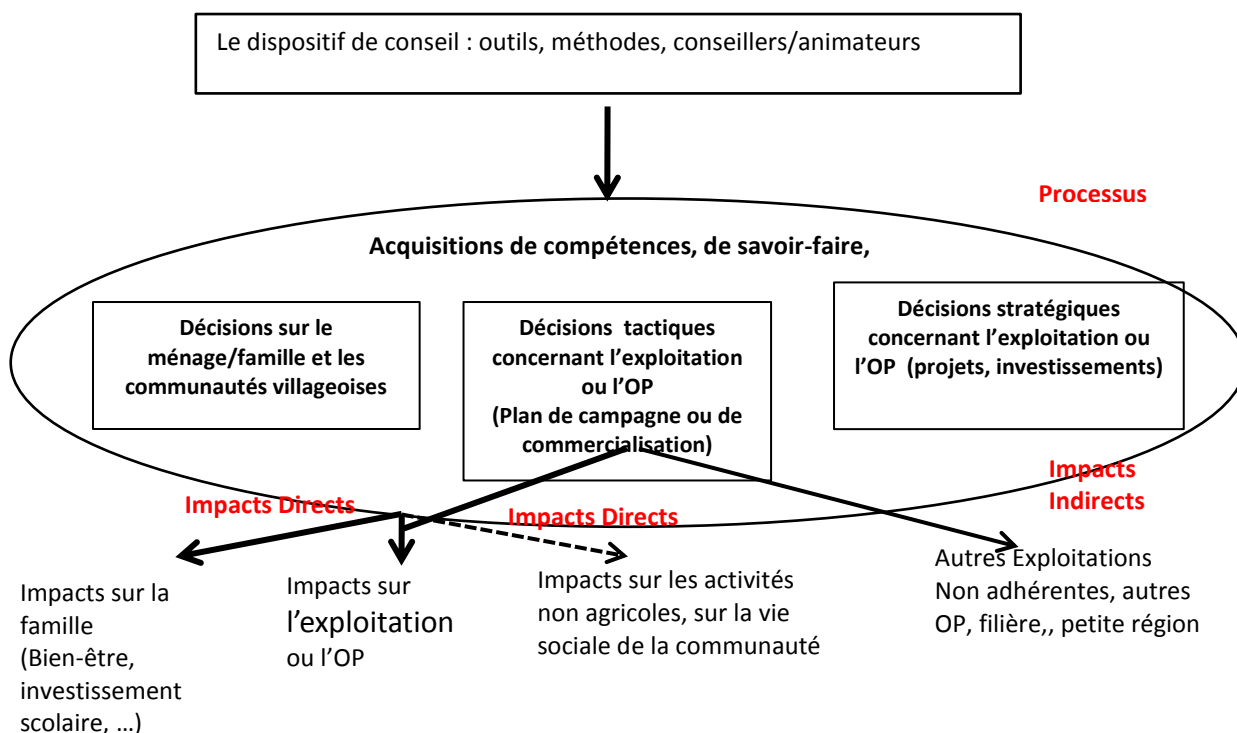 Le dispositif de conseil : outils, méthodes, conseillers/animateurs
Processus
Acquisitions de compétences, de savoir-faire,
Décisions sur le
ménage/famille et les
communautés villageoises
Décisions tactiques
concernant l’exploitation
ou l’OP
(Plan de campagne ou de
commercialisation)
Décisions stratégiques
concernant l’exploitation ou
l’OP (projets, investissements)
Impacts Directs
Impacts Directs
Impacts
Indirects
Impacts sur la
famille
(Bien-être,
investissement
scolaire, …)
Impacts sur
l’exploitation
ou l’OP
Impacts sur les activités
non agricoles, sur la vie
sociale de la communauté
Autres Exploitations
Non adhérentes, autres
OP, filière,, petite région